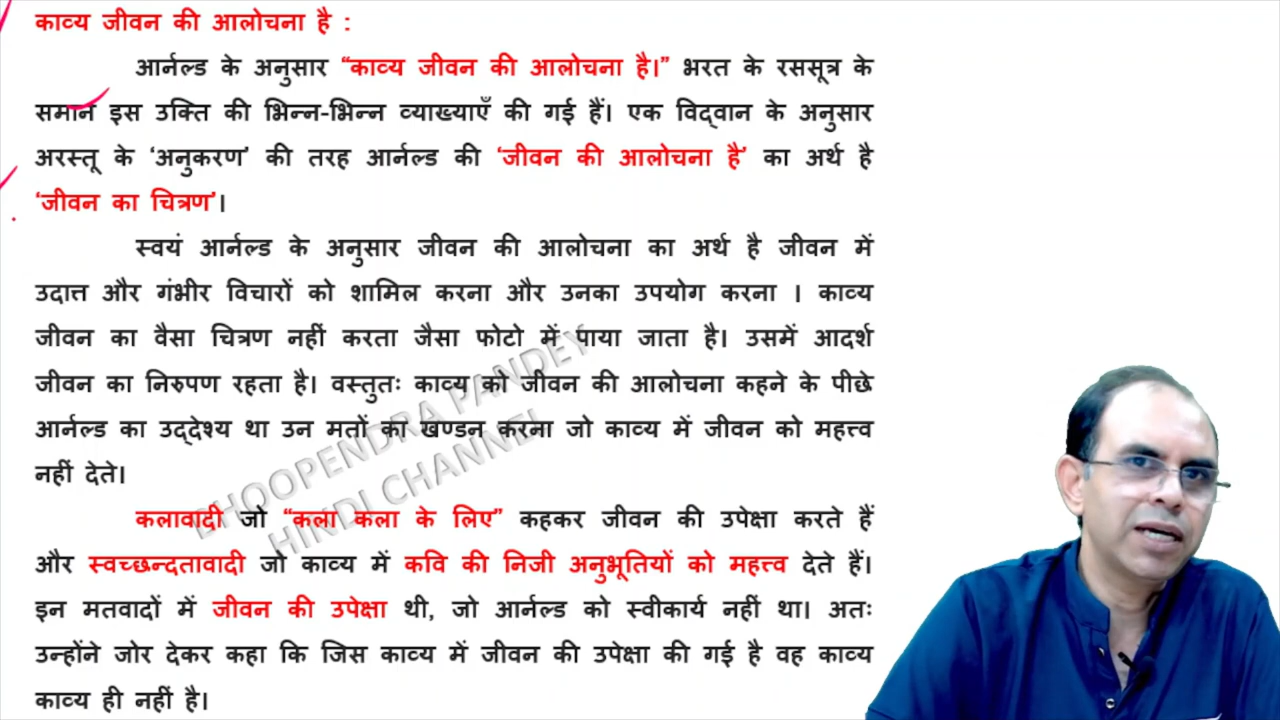 काव्य जीवन की आलोचना है :
आर्नल्ड के अनुसार “काव्य जीवन की आलोचना है।” भरत के रससूत्र के
समान इस उक्ति की भिन्न-भिन्न व्याख्याएँ की गई हैं। एक विद्वान के अनुसार
अरस्तू के ‘अनुकरण’ की तरह आर्नल्ड की ‘जीवन की आलोचना है’ का अर्थ है
‘जीवन का चित्रण’।
स्वयं आर्नल्ड के अनुसार जीवन की आलोचना का अर्थ है जीवन में
उदात्त और गंभीर विचारों को शामिल करना और उनका उपयोग करना । काव्य
जीवन का वैसा चित्रण नहीं करता जैसा फोटो में पाया जाता है। उसमें आदर्श
जीवन का निरुपण रहता है। वस्तुतः काव्य को जीवन की आलोचना कहने के पीछे
आर्नल्ड का उद्देश्य था उन मतों का खण्डन करना जो काव्य में जीवन को महत्त्व
नहीं देते।
कलावादी जो “कला कला के लिए” कहकर जीवन की उपेक्षा करते हैं
और स्वच्छन्दतावादी जो काव्य में कवि की निजी अनुभूतियों को महत्त्व देते हैं।
इन मतवादों में जीवन की उपेक्षा थी, जो आर्नल्ड को स्वीकार्य नहीं था। अतः
उन्होंने जोर देकर कहा कि जिस काव्य में जीवन की उपेक्षा की गई है वह काव्य
काव्य ही नहीं है।
BHOOPENDRA PANDEY
HINDI CHANNEL